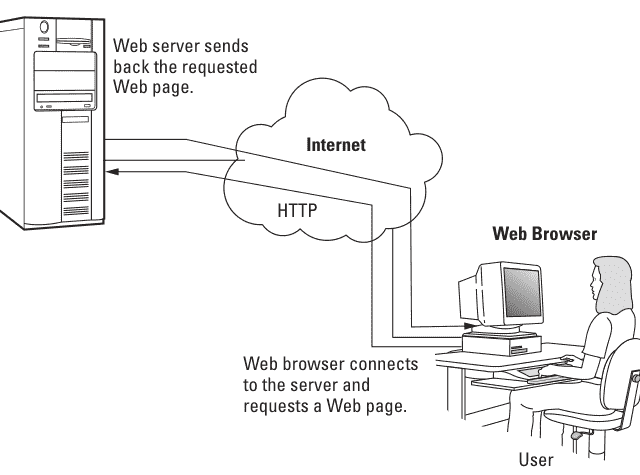 Web server sends
back the requested
Web page.
Internet
HTTP
Web Browser
Web browser connects
to the server and
requests a Web page.
User